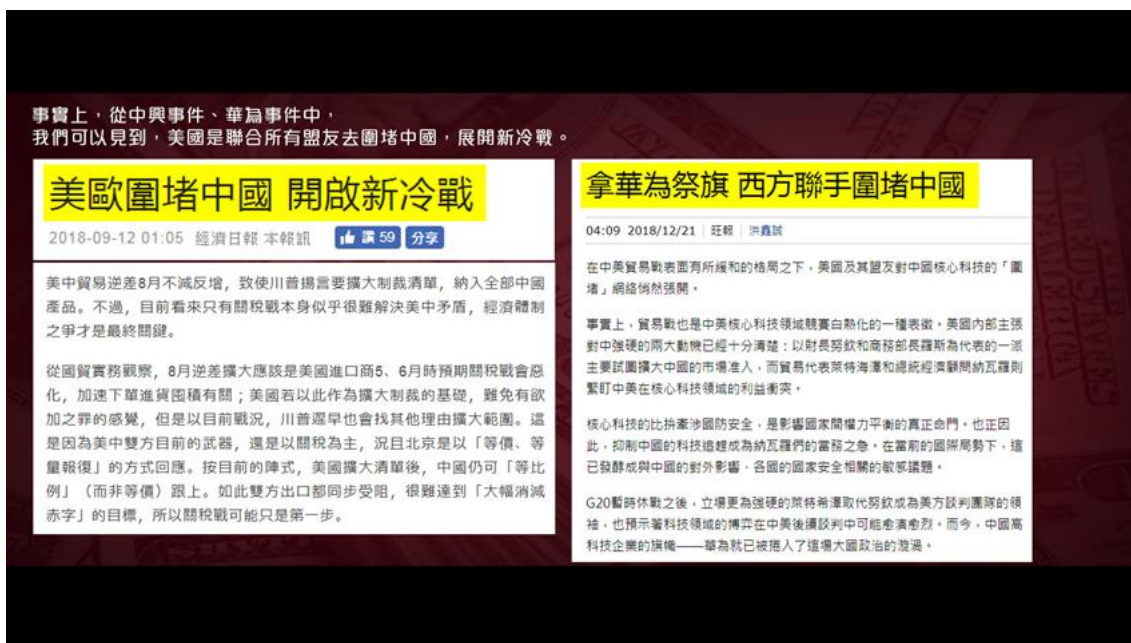 事實上，從中興事件、華為事件中，
我們可以見到，美國是聯合所有盟友去圍堵中國，展開新冷戰。
美歐圍堵中國 開啟新冷戰
2018-09-12 01:05 經濟日報 本報訊 讚 59 分享
美中貿易逆差8月不減反增，致使川普揚言要擴大制裁清單，納入全部中國
產品。不過，目前看來只有關稅戰本身似乎很難解決美中矛盾，經濟體制
之爭才是最終關鍵。
從國貿實務觀察，8月逆差擴大應該是美國進口商5、6月時預期關稅戰會惡
化，加速下單進貨囤積有關；美國若以此作為擴大制裁的基礎，難免有欲
加之罪的感覺，但是以目前戰況，川普遲早也會找其他理由擴大範圍。這
是因為美中雙方目前的武器，還是以關稅為主，況且北京是以「等價、等
量報復」的方式回應。按目前的陣式，美國擴大清單後，中國仍可「等比
例」（而非等價）跟上。如此雙方出口都同步受阻，很難達到「大幅消減
赤字」的目標，所以關稅戰可能只是第一步。
拿華為祭旗 西方聯手圍堵中國
04:09 2018/12/21 旺報 洪鑫誠
在中美貿易戰表面有所緩和的格局之下，美國及其盟友對中國核心科技的「圍
堵」網絡悄然張開。
事實上，貿易戰也是中美核心科技領域競賽白熱化的一種表徵。美國內部主張
對中強硬的兩大動機已經十分清楚：以財長努欽和商務部長羅斯為代表的一派
主要試圖擴大中國的市場准入，而貿易代表萊特海澤和總統經濟顧問納瓦羅則
緊盯中美在核心科技領域的利益衝突。
核心科技的比拚牽涉國防安全，是影響國家間權力平衡的真正命門。也正因
此，抑制中國的科技追趕成為納瓦羅們的當務之急。在當前的國際局勢下，這
已發酵成與中國的對外影響、各國的國家安全相關的敏感議題。
G20暫時休戰之後，立場更為強硬的萊特希澤取代努欽成為美方談判團隊的領
袖，也預示著科技領域的博弈在中美後續談判中可能愈演愈烈。而今，中國高
科技企業的旗幟——華為就已被捲入了這場大國政治的漩渦。